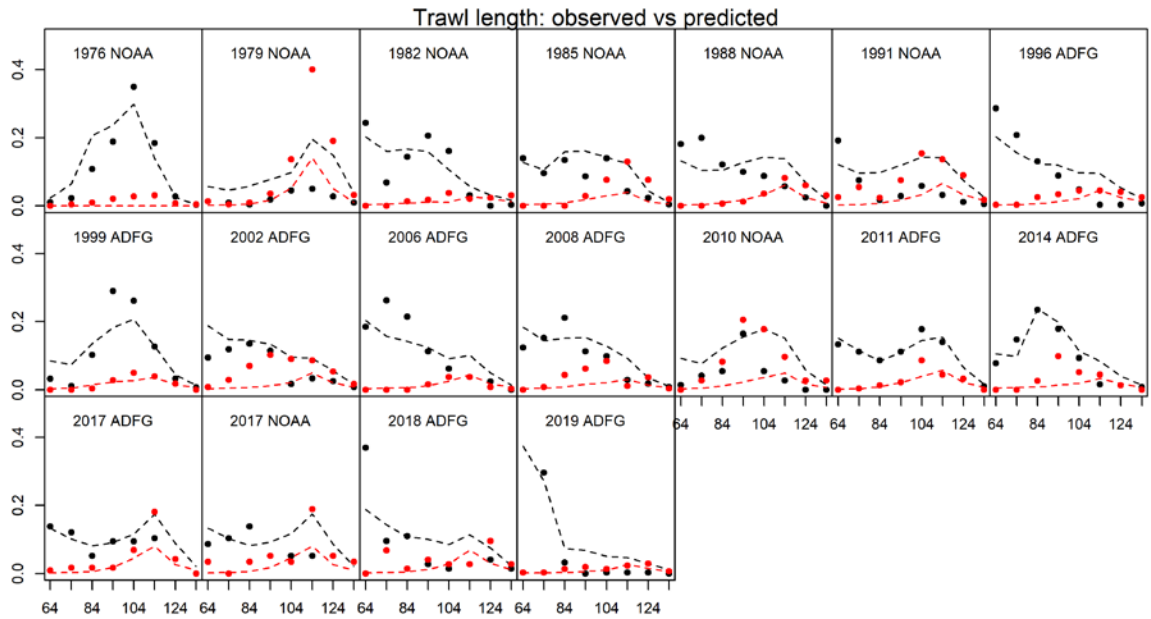 Trawl length: observed vs predicted
1976 NOAA 1979 NOAA 1982 NOAA 1985 NOAA 1988 NOAA 1991 NOAA 1996 ADFG
0.4
0.2
0.0
1999 ADFG 2002 ADFG 2006 ADFG 2008 ADFG 2010 NOAA 2011 ADFG 2014 ADFG
0.4
0.2
0.0
64 84 104 124 64 84 104 124 64 84 104 124
2017 ADFG 2017 NOAA 2018 ADFG 2019 ADFG
0.4
0.2
0.0
64 84 104 124 64 84 104 124 64 84 104 124 64 84 104 124